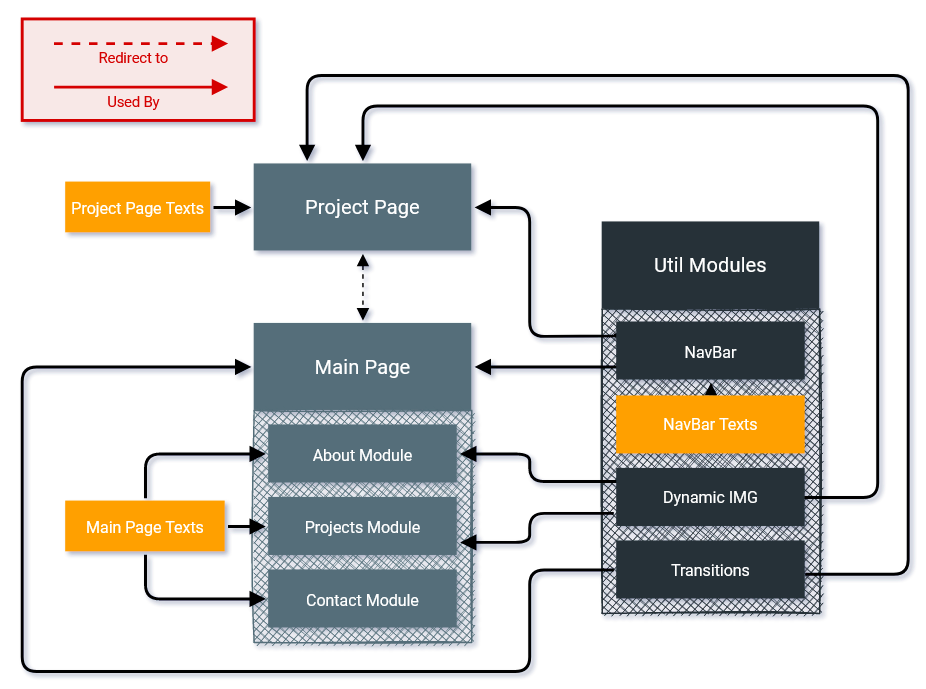 Redirect to
Used By
Project Page Texts
Project Page
Util Modules
NavBar
Main Page
NavBar Texts
About Module
Dynamic IMG
Main Page Texts
Projects Module
Transitions
Contact Module